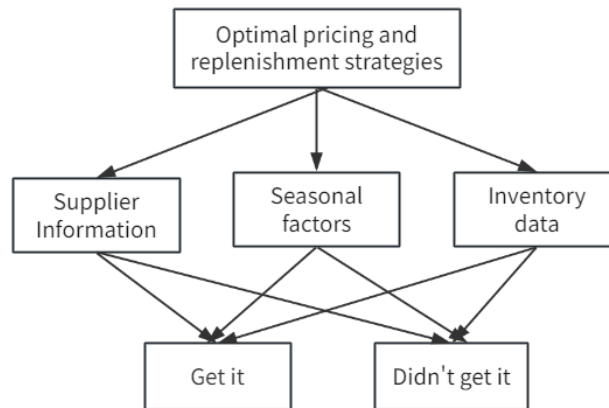 Optimal pricing and
replenishment strategies
Supplier
Information
Seasonal
factors
Inventory
data
Get it
Didn't get it